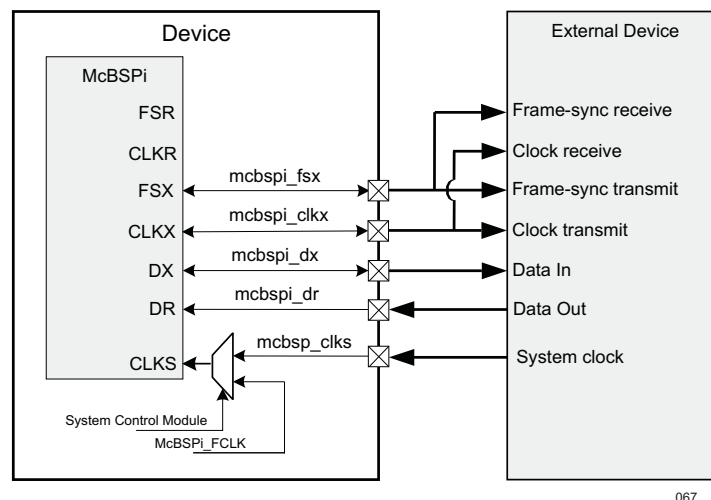 Device
External Device
McBSPi
FSR
Frame-sync receive
CLKR
Clock receive
FSX
mcbspi_fsx
Frame-sync transmit
CLKX
mcbspi_clkx
Clock transmit
DX
mcbspi_dx
Data In
DR
mcbspi_dr
Data Out
CLKS
mcbsp_clks
System clock
System Control Module
McBSPi_FCLK
067